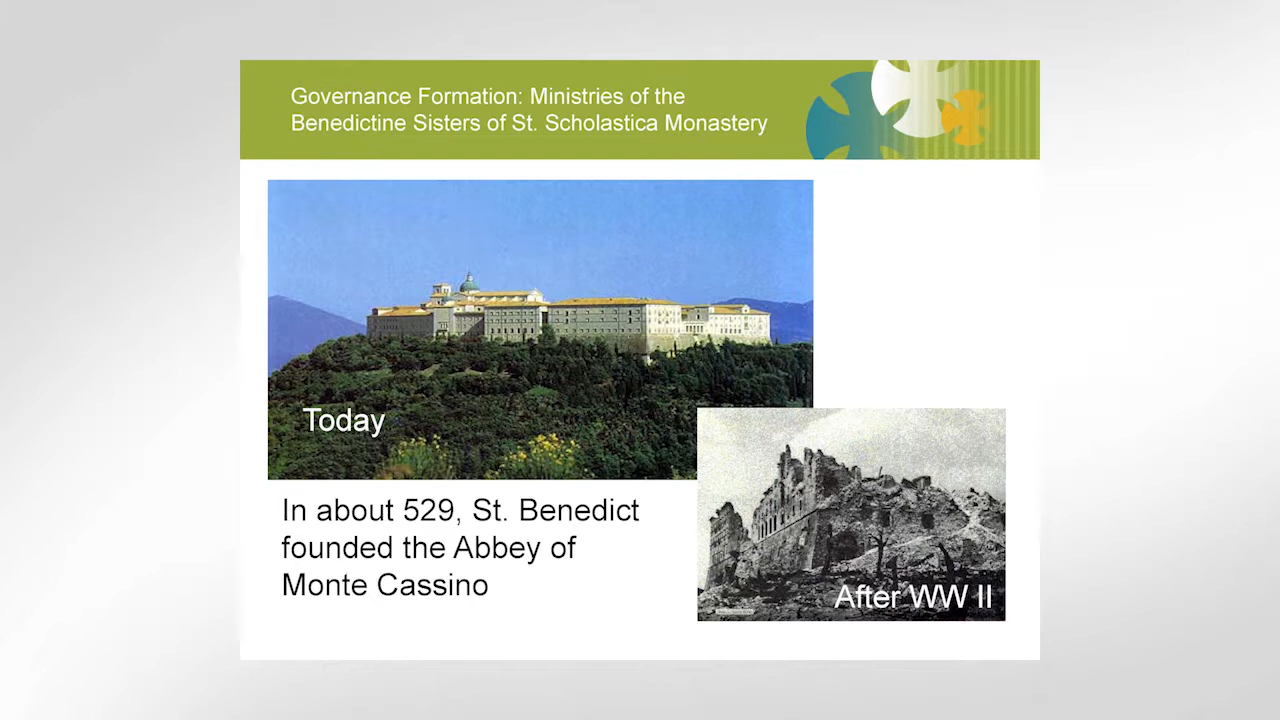 Governance Formation: Ministries of the
Benedictine Sisters of St. Scholastica Monastery
Today
In about 529, St. Benedict
founded the Abbey of
Monte Cassino
After WW II